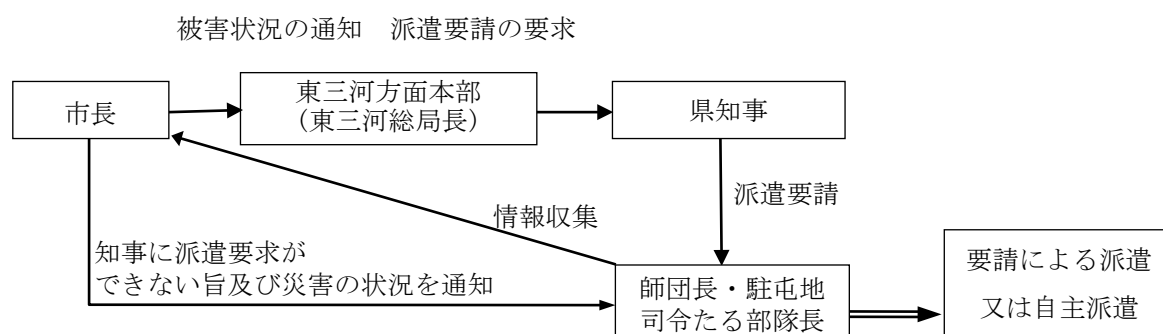 被害状況の通知　派遣要請の要求
市長
東三河方面本部
（東三河総局長）
県知事
派遣要請
情報収集
知事に派遣要求が
できない旨及び災害の状況を通知
師団長・駐屯地
司令たる部隊長
要請による派遣
又は自主派遣